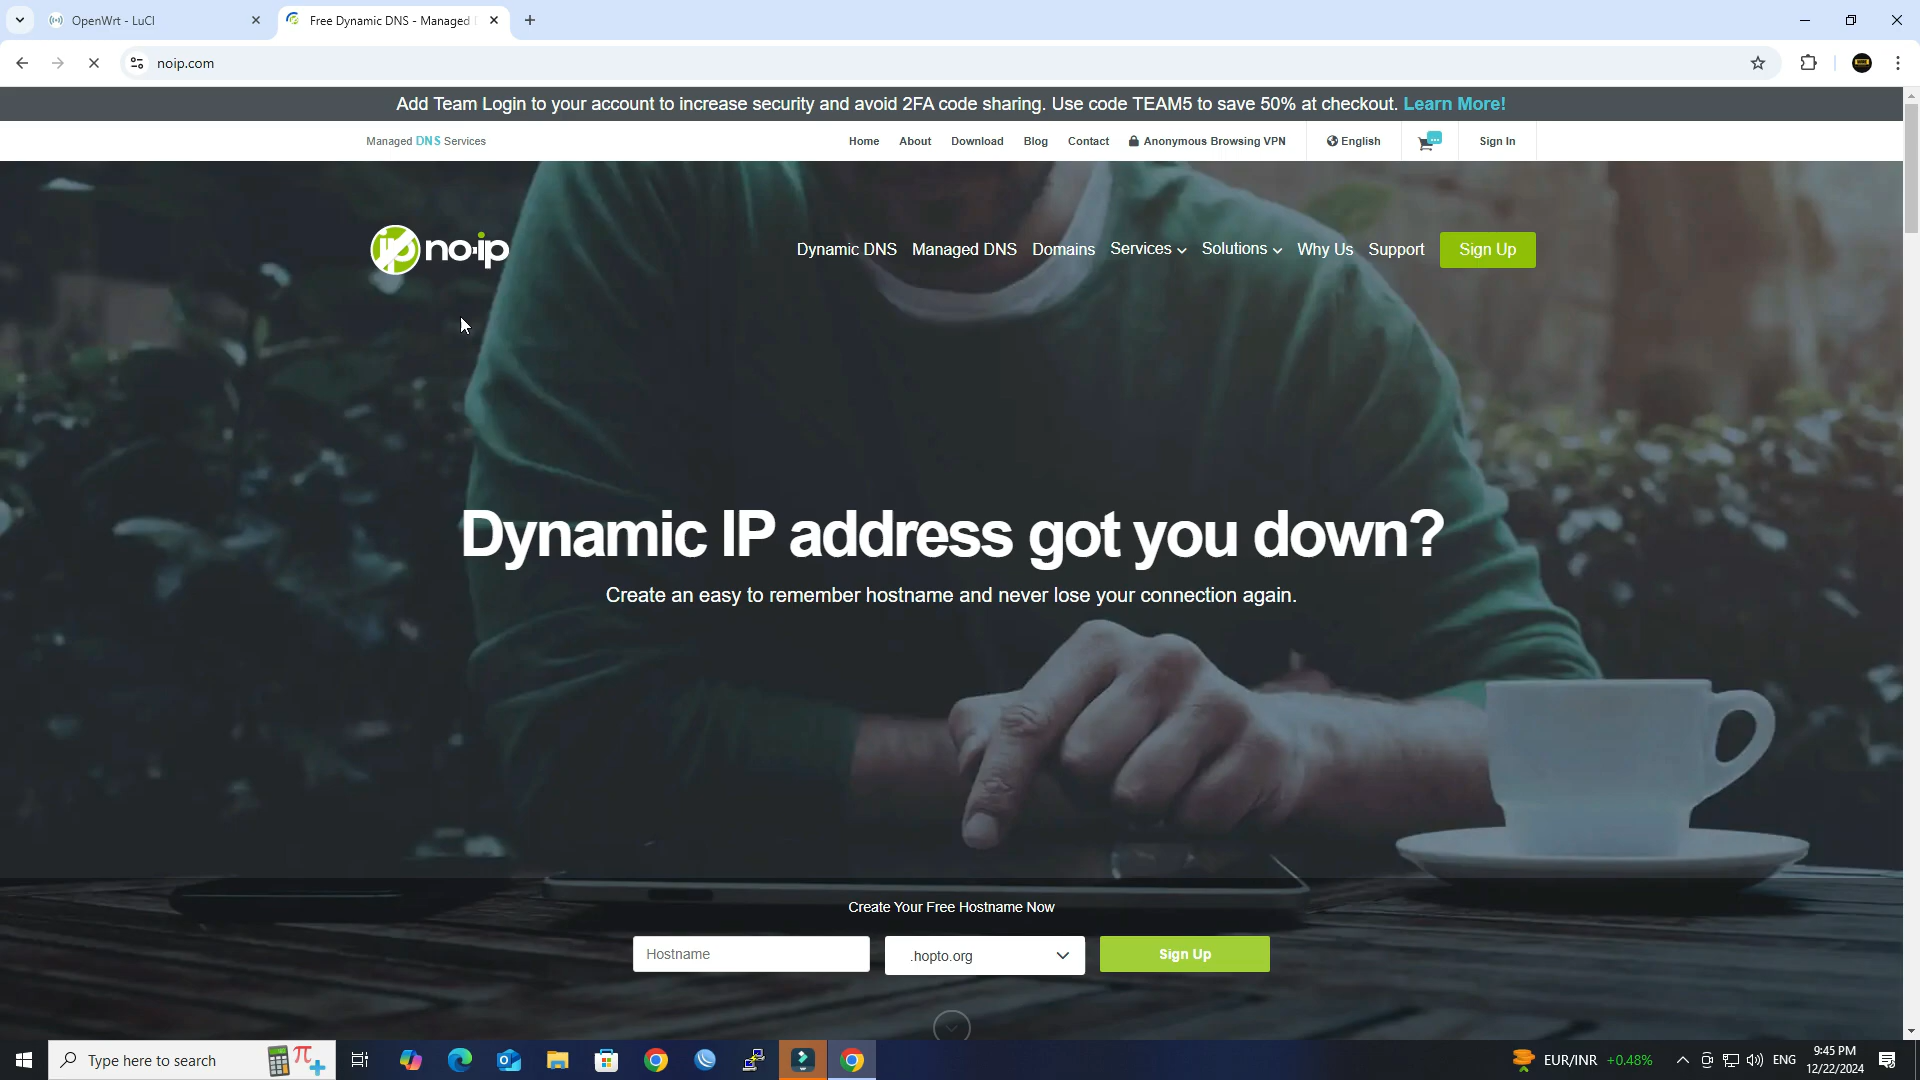 OpenWrt - LuCI
Free Dynamic DNS - Managed
noip.com
Add Team Login to your account to increase security and avoid 2FA code sharing. Use code TEAM5 to save 50% at checkout. Learn More!
Managed DNS Services
Home About Download Blog Contact Anonymous Browsing VPN English Sign In
no-ip
Dynamic DNS Managed DNS Domains Services Solutions Why Us Support Sign Up
Dynamic IP address got you down?
Create an easy to remember hostname and never lose your connection again.
Create Your Free Hostname Now
Hostname .hopto.org Sign Up
Type here to search
EUR/INR +0.48%
ENG
9:45 PM
12/22/2024